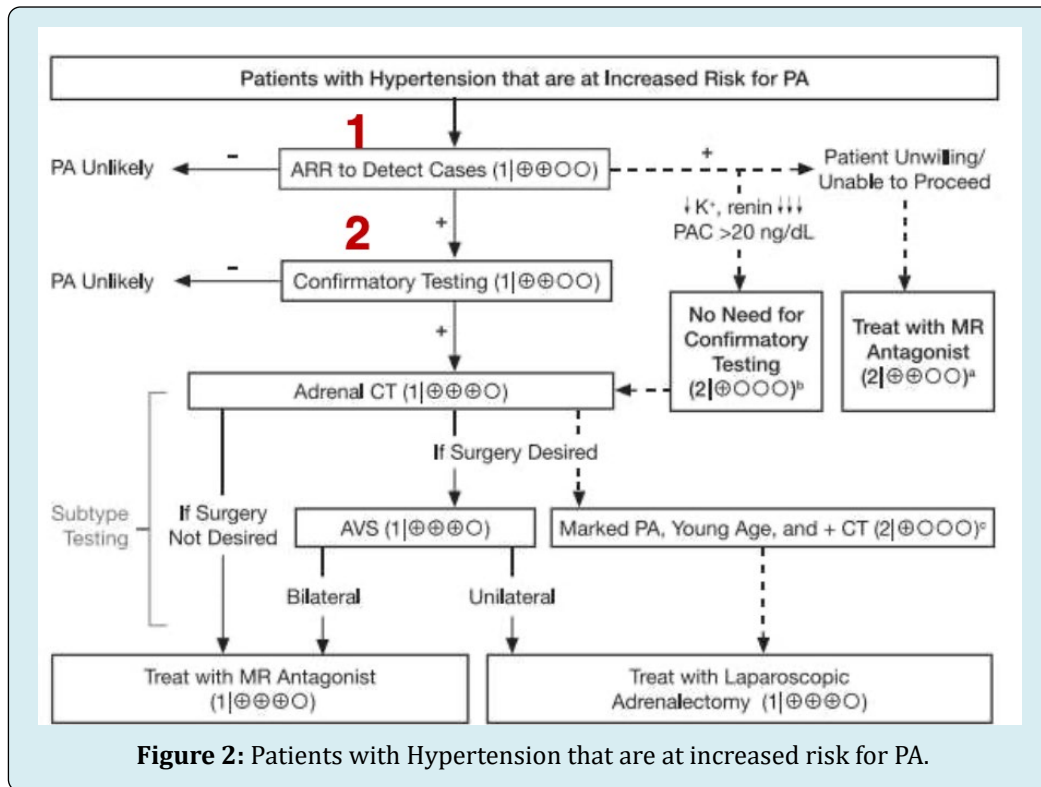 Patients with Hypertension that are at Increased Risk for PA
1
PA Unlikely
−
ARR to Detect Cases (1|⊕⊕○○)
+
Patient Unwilling/
Unable to Proceed
↓K⁺, renin ↓↓↓
PAC >20 ng/dL
+
2
PA Unlikely
−
Confirmatory Testing (1|⊕⊕○○)
No Need for
Confirmatory
Testing
(2|⊕○○○)ᵇ
Treat with MR
Antagonist
(2|⊕⊕○○)ᵃ
+
Adrenal CT (1|⊕⊕⊕○)
If Surgery Desired
Subtype
Testing
If Surgery
Not Desired
AVS (1|⊕⊕⊕○)
Marked PA, Young Age, and + CT (2|⊕○○○)ᶜ
Bilateral
Unilateral
Treat with MR Antagonist
(1|⊕⊕⊕○)
Treat with Laparoscopic
Adrenalectomy (1|⊕⊕⊕○)
Figure 2: Patients with Hypertension that are at increased risk for PA.